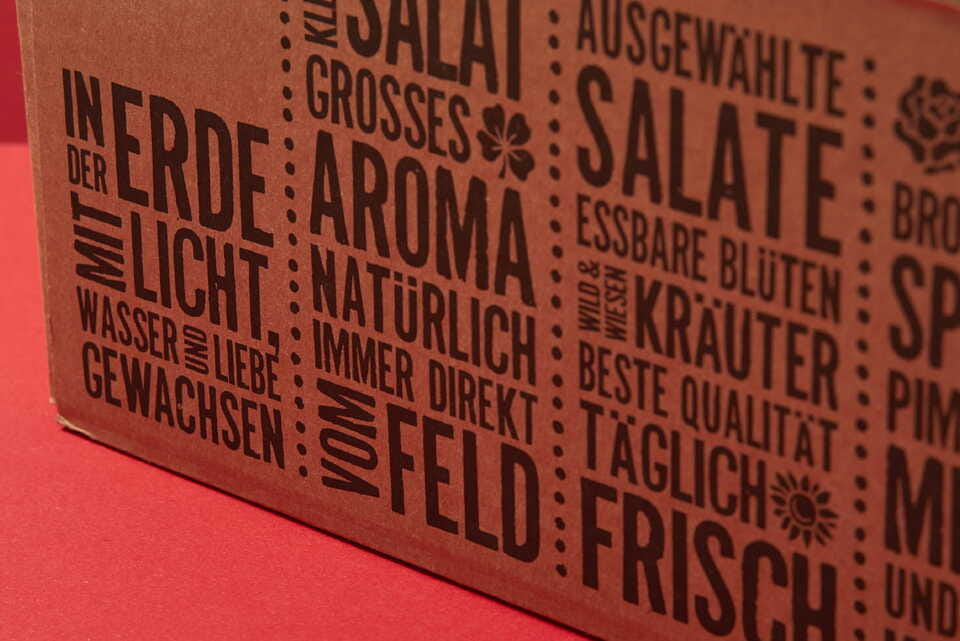 IN DER ERDE
MIT LICHT,
WASSER UND LIEBE
GEWACHSEN
SALAT
GROSSES
AROMA
NATÜRLICH
IMMER DIREKT
VOM FELD
AUSGEWÄHLTE
SALATE
ESSBARE BLÜTEN
WILD & WIESEN KRÄUTER
BESTE QUALITÄT
TÄGLICH
FRISCH
BRO
SP
PIM
UND